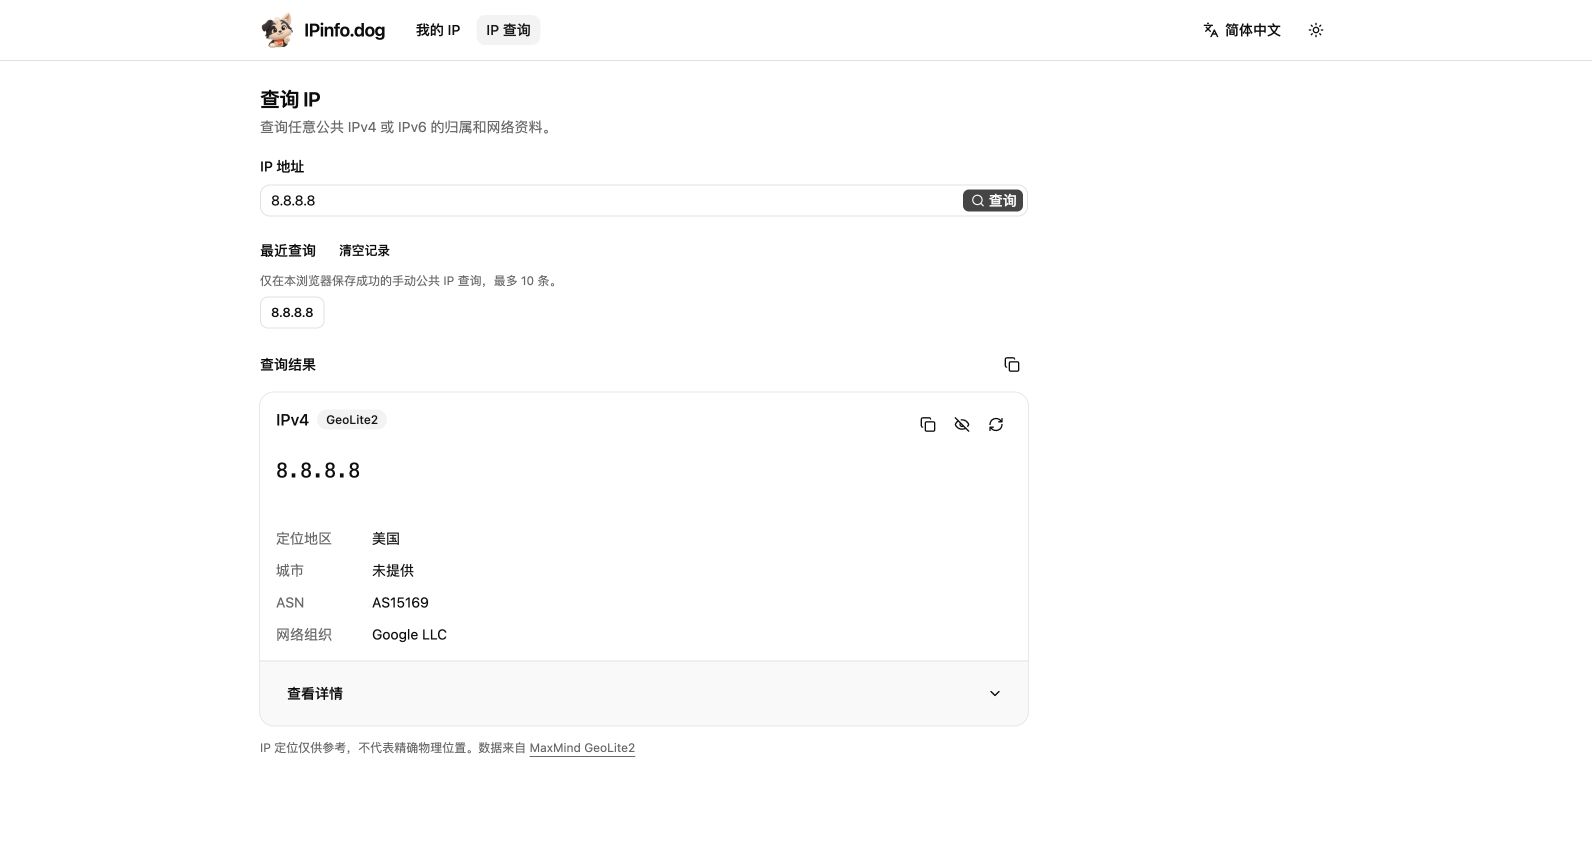 IPinfo.dog 我的 IP IP 查询 简体中文
查询 IP
查询任意公共 IPv4 或 IPv6 的归属和网络资料。
IP 地址
8.8.8.8 查询
最近查询 清空记录
仅在本浏览器保存成功的手动公共 IP 查询，最多 10 条。
8.8.8.8
查询结果
IPv4 GeoLite2
8.8.8.8
定位地区 美国
城市 未提供
ASN AS15169
网络组织 Google LLC
查看详情
IP 定位仅供参考，不代表精确物理位置。数据来自 MaxMind GeoLite2